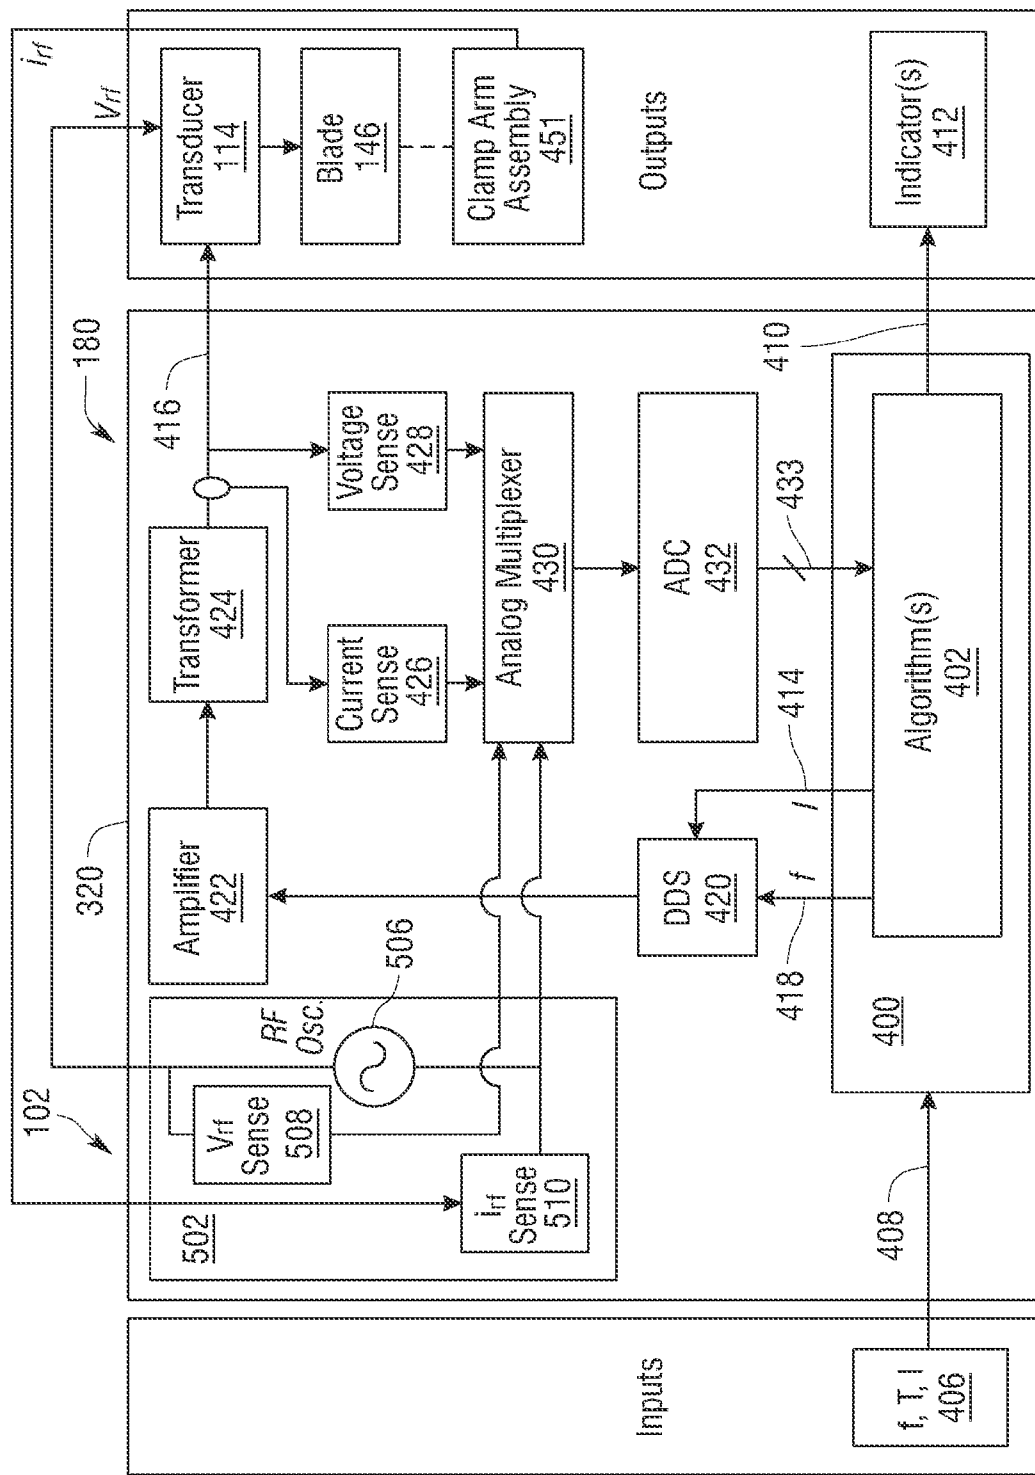 102
320
180
Inputs
f, T, I
406
408
502
V_rf
Sense
508
i_rf
Sense
510
RF
Osc.
506
Amplifier
422
Transformer
424
416
Current
Sense
426
Voltage
Sense
428
Analog Multiplexer
430
ADC
432
433
DDS
420
418
f
I
414
400
Algorithm(s)
402
410
V_rf
i_rf
Transducer
114
Blade
146
Clamp Arm
Assembly
451
Outputs
Indicator(s)
412